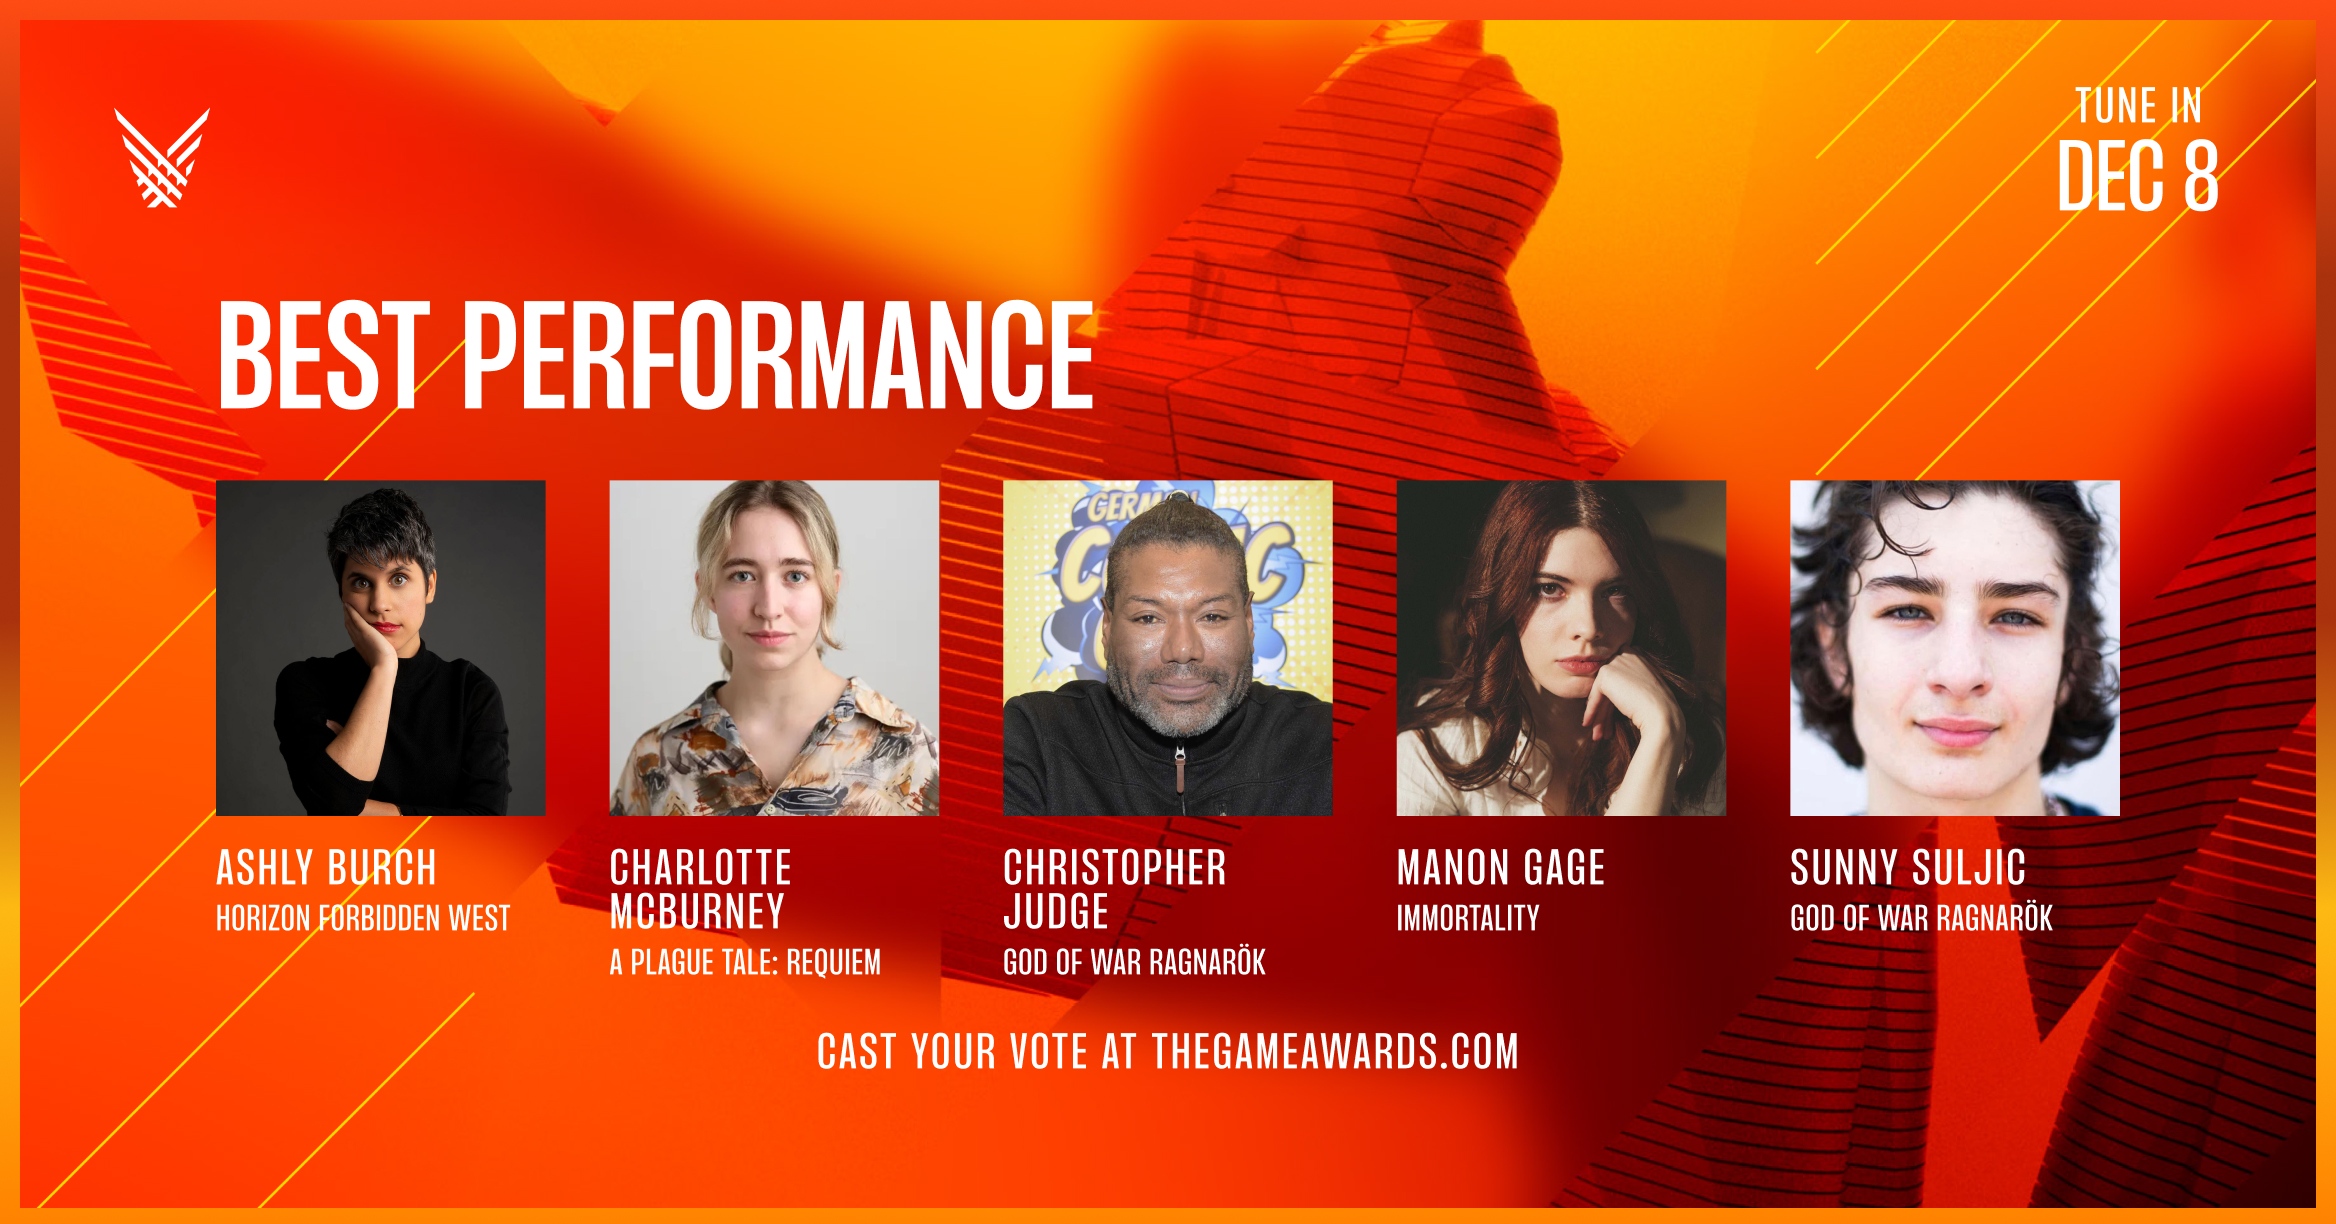 TUNE IN
DEC 8
BEST PERFORMANCE
GERMAN
ASHLY BURCH
HORIZON FORBIDDEN WEST
CHARLOTTE
MCBURNEY
A PLAGUE TALE: REQUIEM
CHRISTOPHER
JUDGE
GOD OF WAR RAGNARÖK
MANON GAGE
IMMORTALITY
SUNNY SULJIC
GOD OF WAR RAGNARÖK
CAST YOUR VOTE AT THEGAMEAWARDS.COM